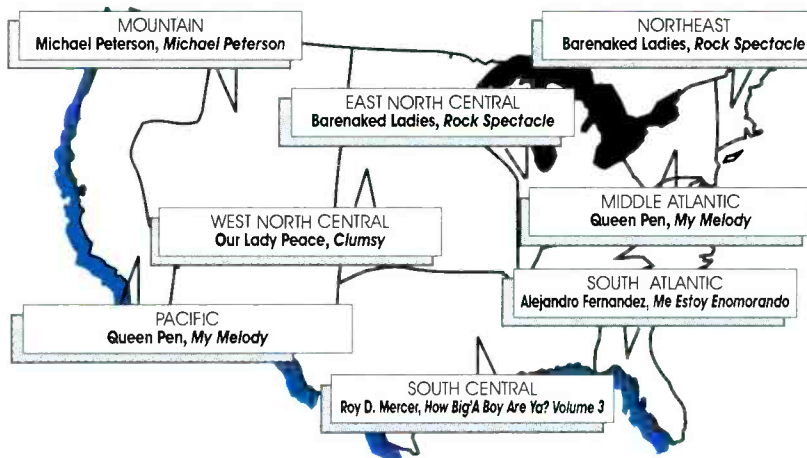 MOUNTAIN
Michael Peterson, Michael Peterson
NORTHEAST
Barenaked Ladies, Rock Spectacle
EAST NORTH CENTRAL
Barenaked Ladies, Rock Spectacle
WEST NORTH CENTRAL
Our Lady Peace, Clumsy
MIDDLE ATLANTIC
Queen Pen, My Melody
SOUTH ATLANTIC
Alejandro Fernandez, Me Estoy Enomorando
PACIFIC
Queen Pen, My Melody
SOUTH CENTRAL
Roy D. Mercer, How Big'A Boy Are Ya? Volume 3